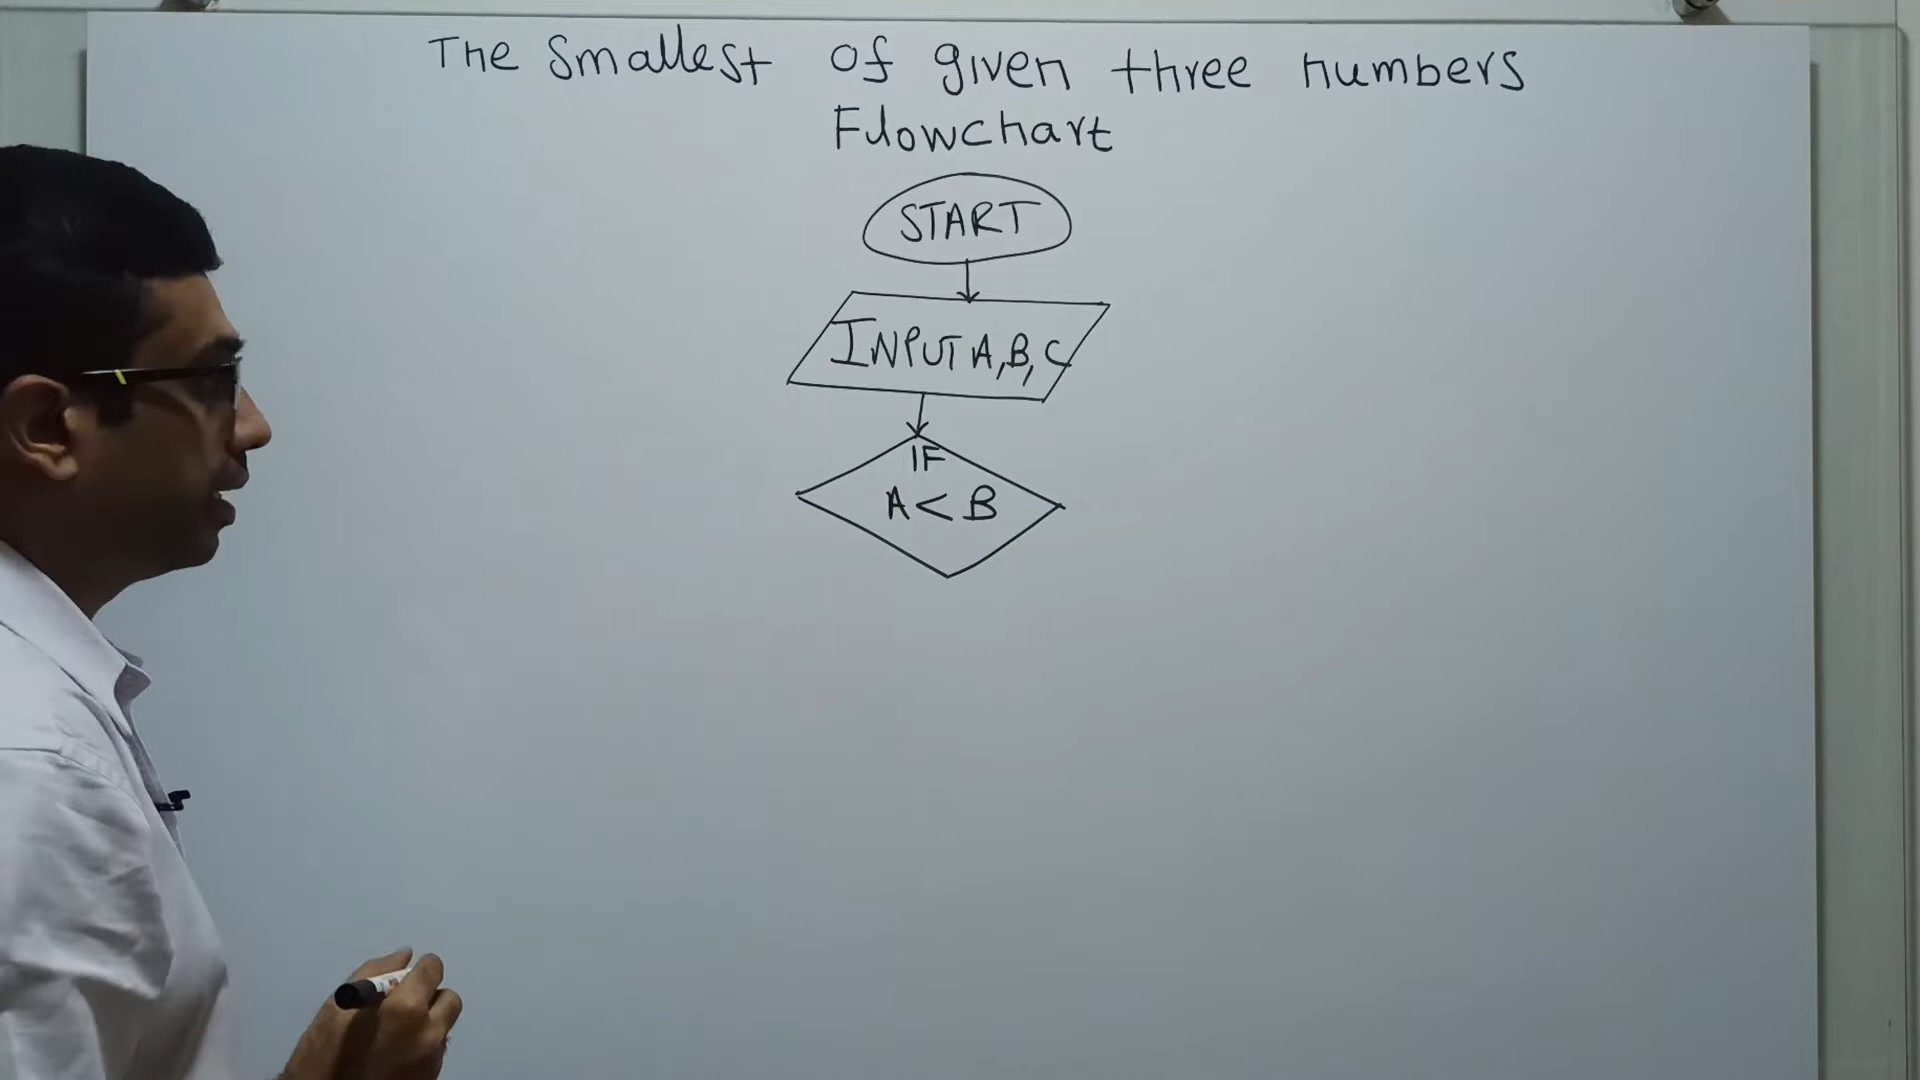 The Smallest of given three numbers
Flowchart
START
INPUT A, B, C
IF
A < B